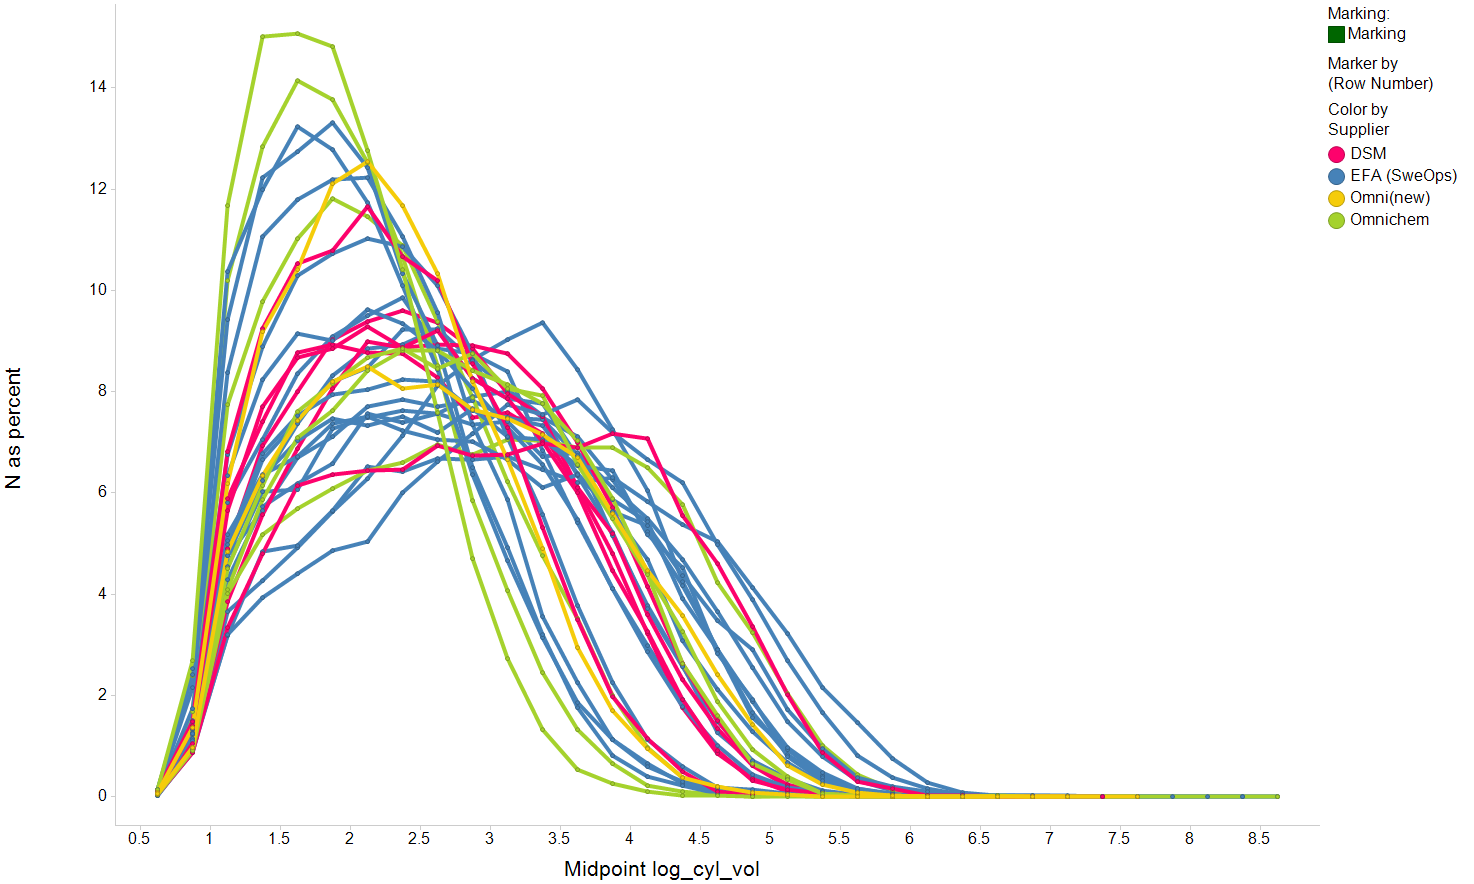 Marking:
Marking
Marker by
(Row Number)
Color by
Supplier
DSM
EFA (SweOps)
Omni(new)
Omnichem
N as percent
14
12
10
8
6
4
2
0
0.5 1 1.5 2 2.5 3 3.5 4 4.5 5 5.5 6 6.5 7 7.5 8 8.5
Midpoint log_cyl_vol